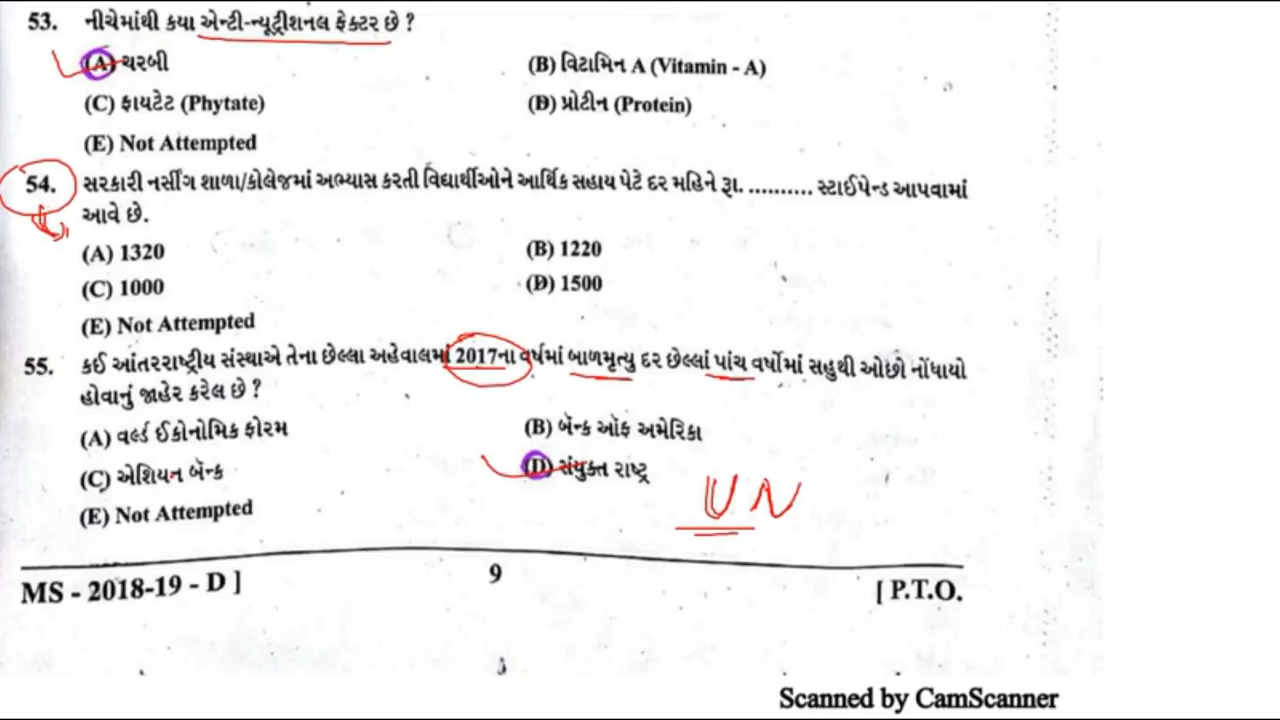 53. નીચેમાંથી કયા એન્ટી-ન્યૂટ્રીશનલ ફેક્ટર છે ?
(A) ચરબી (B) વિટામિન A (Vitamin - A)
(C) ફાયટેટ (Phytate) (D) પ્રોટીન (Protein)
(E) Not Attempted
54. સરકારી નર્સીંગ શાળા/કોલેજમાં અભ્યાસ કરતી વિદ્યાર્થીઓને આર્થિક સહાય પેટે દર મહિને રૂા. .......... સ્ટાઈપેન્ડ આપવામાં
આવે છે.
(A) 1320 (B) 1220
(C) 1000 (D) 1500
(E) Not Attempted
55. કઈ આંતરરાષ્ટ્રીય સંસ્થાએ તેના છેલ્લા અહેવાલમાં 2017ના વર્ષમાં બાળમૃત્યુ દર છેલ્લાં પાંચ વર્ષોમાં સહુથી ઓછો નોંધાયો
હોવાનું જાહેર કરેલ છે ?
(A) વર્લ્ડ ઈકોનોમિક ફોરમ (B) બૅન્ક ઑફ અમેરિકા
(C) એશિયન બૅન્ક (D) સંયુક્ત રાષ્ટ્ર
UN
(E) Not Attempted
MS - 2018-19 - D ] 9 [ P.T.O.
Scanned by CamScanner